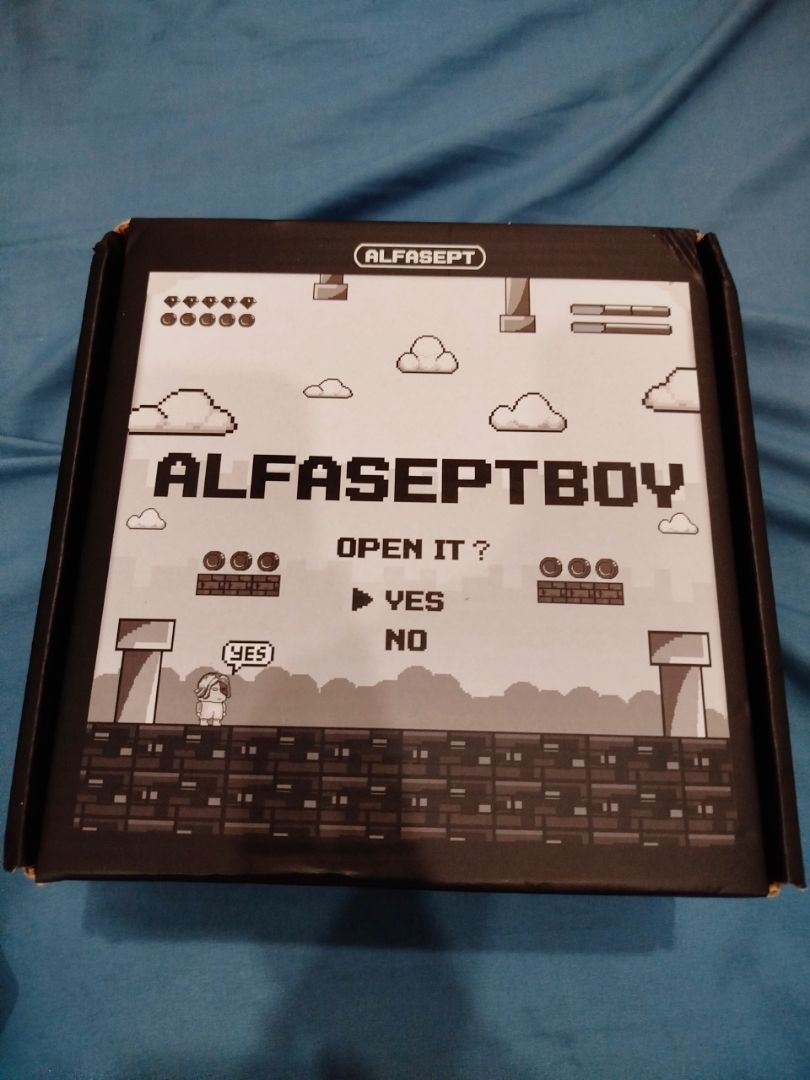 ALFASEPT
ALFASEPTBOY
OPEN IT ?
YES
NO
YES